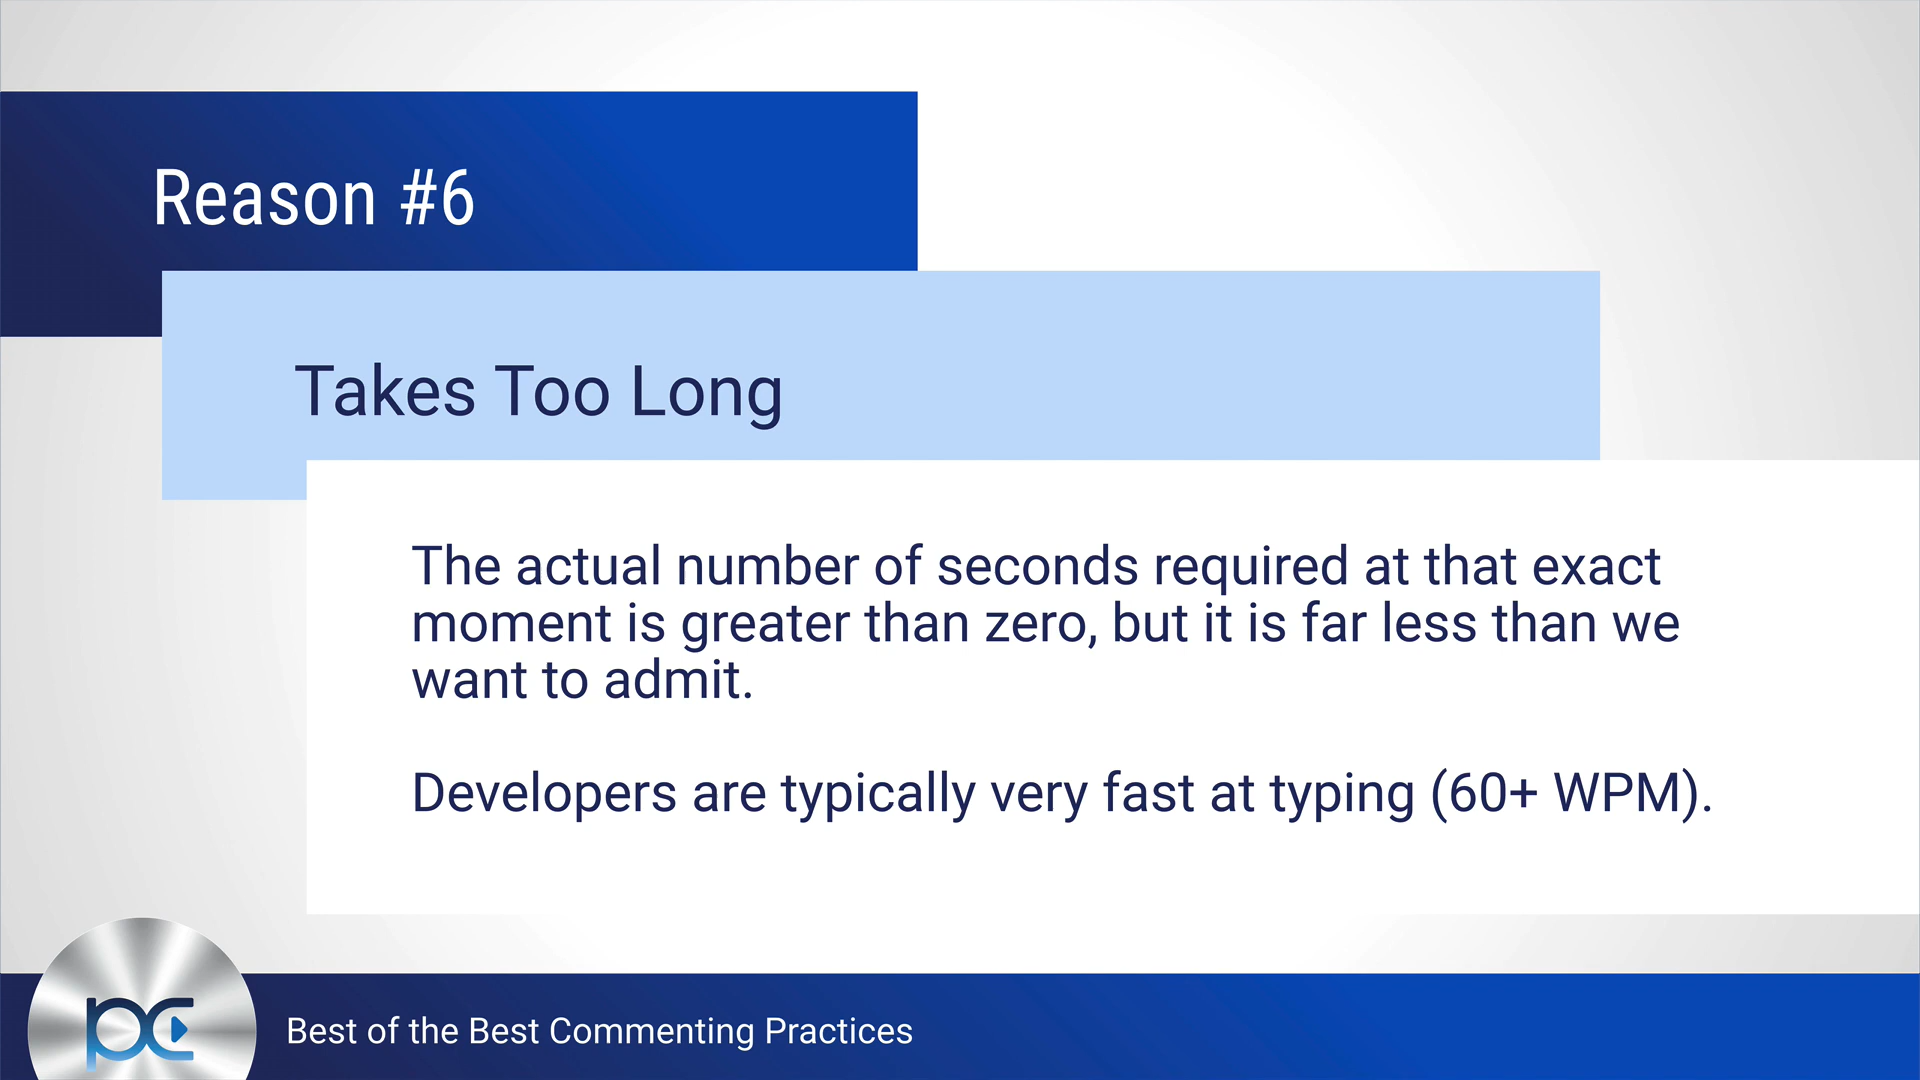 Reason #6
Takes Too Long
The actual number of seconds required at that exact
moment is greater than zero, but it is far less than we
want to admit.
Developers are typically very fast at typing (60+ WPM).
pc
Best of the Best Commenting Practices